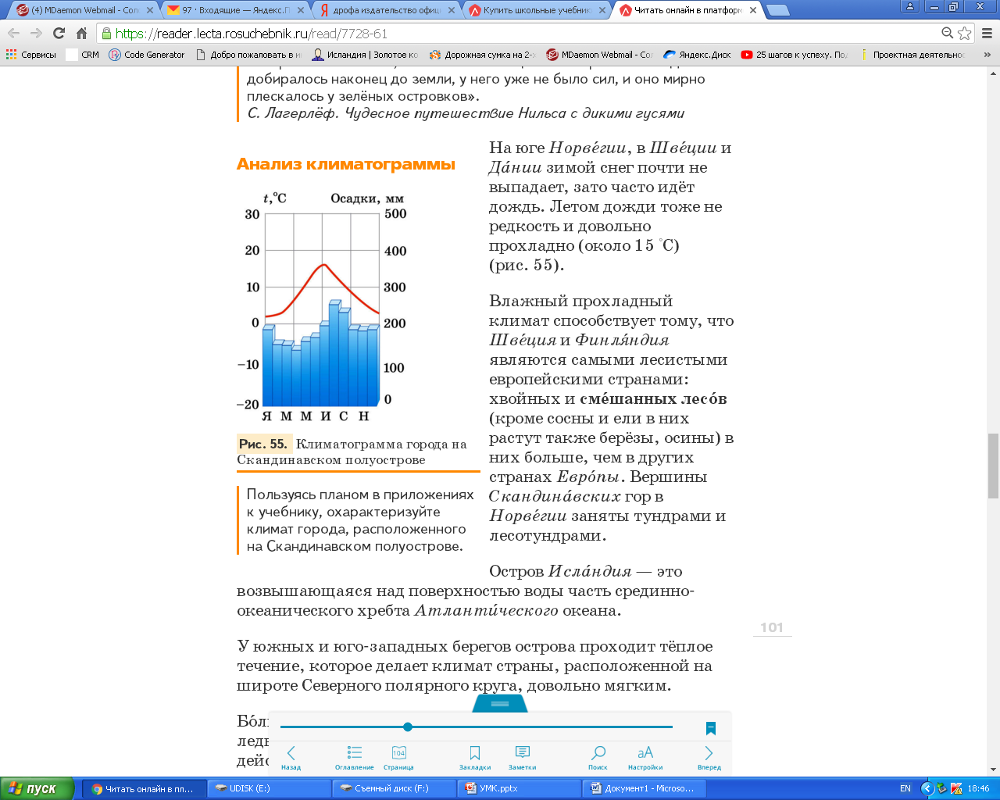 (4) MDaemon Webmail - Сол
97 · Входящие — Яндекс.П
дрофа издательство офиц
Купить школьные учебник
Читать онлайн в платформ
https://reader.lecta.rosuchebnik.ru/read/7728-61
Сервисы
CRM
Code Generator
Добро пожаловать в и
Исландия | Золотое ко
Дорожная сумка на 2-х
MDaemon Webmail - Сол
Яндекс.Диск
25 шагов к успеху. Под
Проектная деятельнос
»
добиралось наконец до земли, у него уже не было сил, и оно мирно
плескалось у зелёных островков».
С. Лагерлёф. Чудесное путешествие Нильса с дикими гусями
Анализ климатограммы
t,°C Осадки, мм
30 500
20 400
10 300
0 200
−10 100
−20 0
Я М М И С Н
Рис. 55. Климатограмма города на
Скандинавском полуострове
Пользуясь планом в приложениях
к учебнику, охарактеризуйте
климат города, расположенного
на Скандинавском полуострове.
На юге Норве́гии, в Шве́ции и
Да́нии зимой снег почти не
выпадает, зато часто идёт
дождь. Летом дожди тоже не
редкость и довольно
прохладно (около 15 °С)
(рис. 55).
Влажный прохладный
климат способствует тому, что
Шве́ция и Финля́ндия
являются самыми лесистыми
европейскими странами:
хвойных и сме́шанных лесо́в
(кроме сосны и ели в них
растут также берёзы, осины) в
них больше, чем в других
странах Евро́пы. Вершины
Скандина́вских гор в
Норве́гии заняты тундрами и
лесотундрами.
Остров Исла́ндия — это
возвышающаяся над поверхностью воды часть срединно-
океанического хребта Атланти́ческого океана.
101
У южных и юго-западных берегов острова проходит тёплое
течение, которое делает климат страны, расположенной на
широте Северного полярного круга, довольно мягким.
Назад
Оглавление
104
Страница
Закладки
Заметки
Поиск
аА
Настройки
Вперед
пуск
Читать онлайн в пл...
UDISK (E:)
Съемный диск (F:)
УМК.pptx
Документ1 - Microso...
EN
18:46